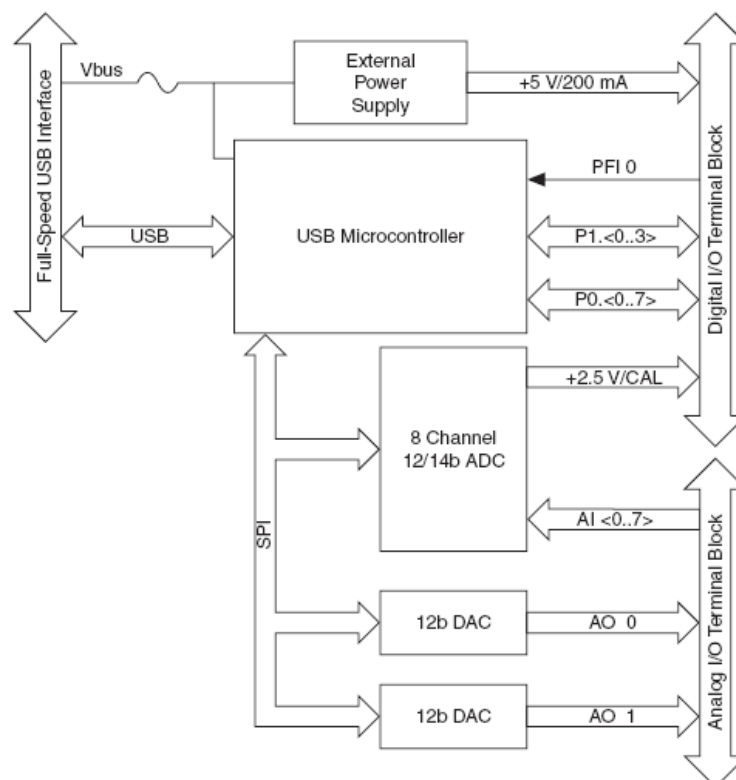 Full-Speed USB Interface
Vbus
External
Power
Supply
+5 V/200 mA
Digital I/O Terminal Block
USB
USB Microcontroller
PFI 0
P1.<0..3>
P0.<0..7>
+2.5 V/CAL
8 Channel
12/14b ADC
AI <0..7>
SPI
Analog I/O Terminal Block
12b DAC
AO 0
12b DAC
AO 1